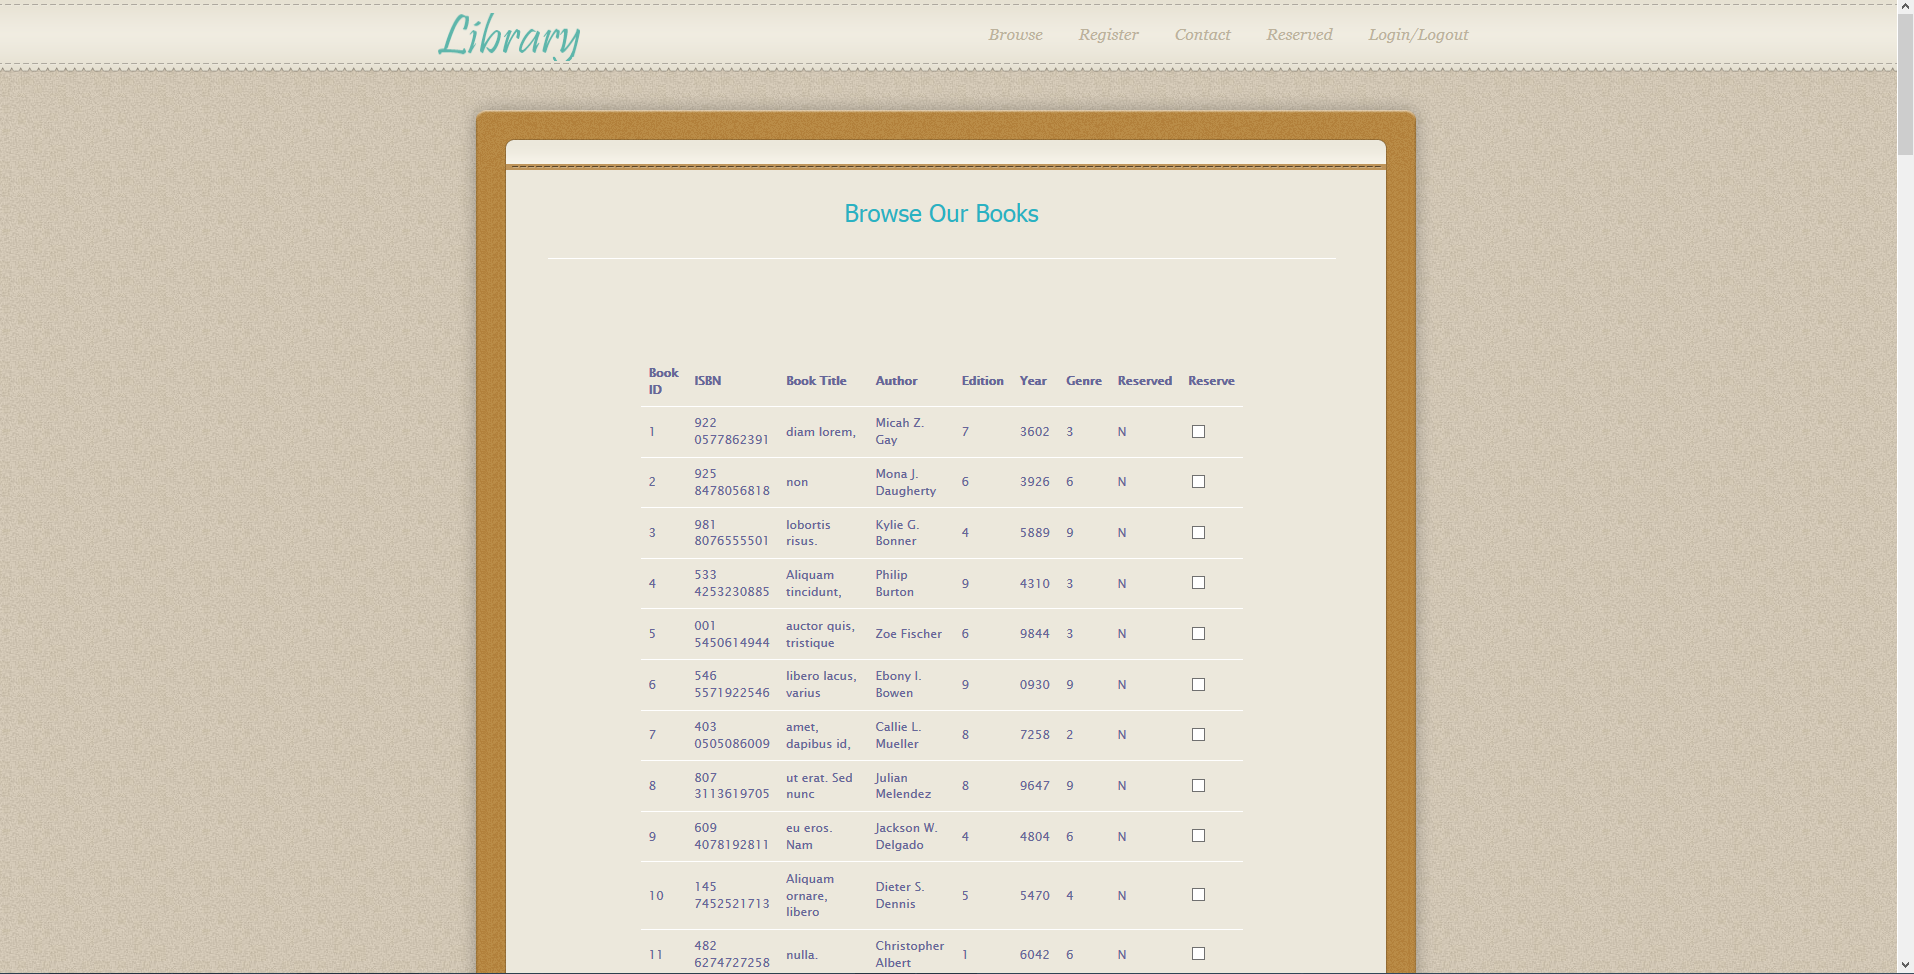 Library
Browse Register Contact Reserved Login/Logout
Browse Our Books
Book ID ISBN Book Title Author Edition Year Genre Reserved Reserve
1 922 0577862391 diam lorem, Micah Z. Gay 7 3602 3 N
2 925 8478056818 non Mona J. Daugherty 6 3926 6 N
3 981 8076555501 lobortis risus. Kylie G. Bonner 4 5889 9 N
4 533 4253230885 Aliquam tincidunt, Philip Burton 9 4310 3 N
5 001 5450614944 auctor quis, tristique Zoe Fischer 6 9844 3 N
6 546 5571922546 libero lacus, varius Ebony I. Bowen 9 0930 9 N
7 403 0505086009 amet, dapibus id, Callie L. Mueller 8 7258 2 N
8 807 3113619705 ut erat. Sed nunc Julian Melendez 8 9647 9 N
9 609 4078192811 eu eros. Nam Jackson W. Delgado 4 4804 6 N
10 145 7452521713 Aliquam ornare, libero Dieter S. Dennis 5 5470 4 N
11 482 6274727258 nulla. Christopher Albert 1 6042 6 N